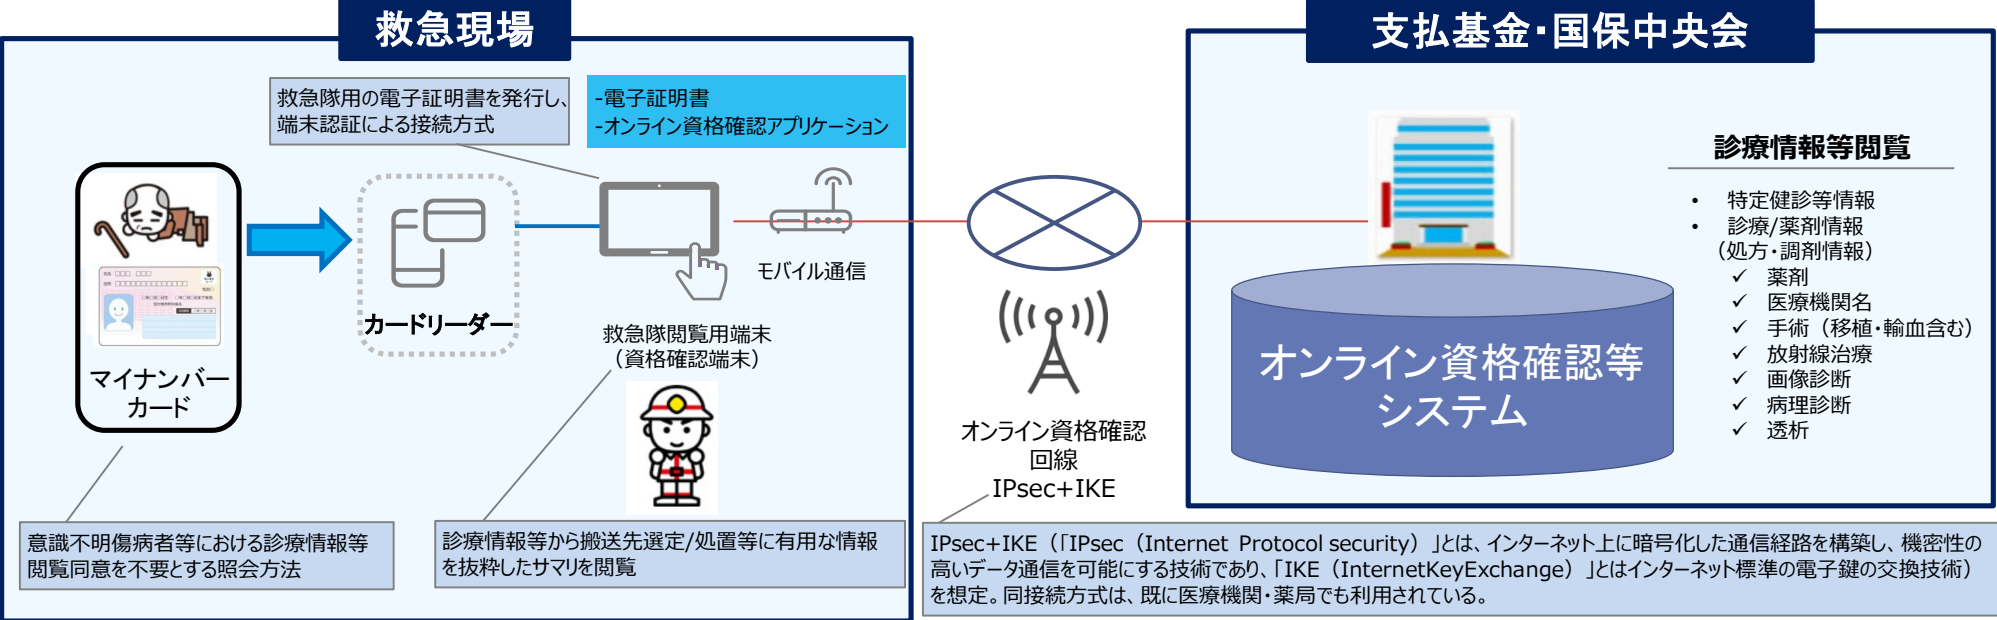 救急現場
救急隊用の電子証明書を発行し、
端末認証による接続方式
-電子証明書
-オンライン資格確認アプリケーション
マイナンバー
カード
カードリーダー
モバイル通信
救急隊閲覧用端末
（資格確認端末）
意識不明傷病者等における診療情報等
閲覧同意を不要とする照会方法
診療情報等から搬送先選定/処置等に有用な情報
を抜粋したサマリを閲覧
オンライン資格確認
回線
IPsec+IKE
支払基金・国保中央会
オンライン資格確認等
システム
診療情報等閲覧
• 特定健診等情報
• 診療/薬剤情報
（処方・調剤情報）
✓ 薬剤
✓ 医療機関名
✓ 手術（移植・輸血含む）
✓ 放射線治療
✓ 画像診断
✓ 病理診断
✓ 透析
IPsec+IKE（「IPsec（Internet Protocol security）」とは、インターネット上に暗号化した通信経路を構築し、機密性の
高いデータ通信を可能にする技術であり、「IKE（InternetKeyExchange）」とはインターネット標準の電子鍵の交換技術）
を想定。同接続方式は、既に医療機関・薬局でも利用されている。